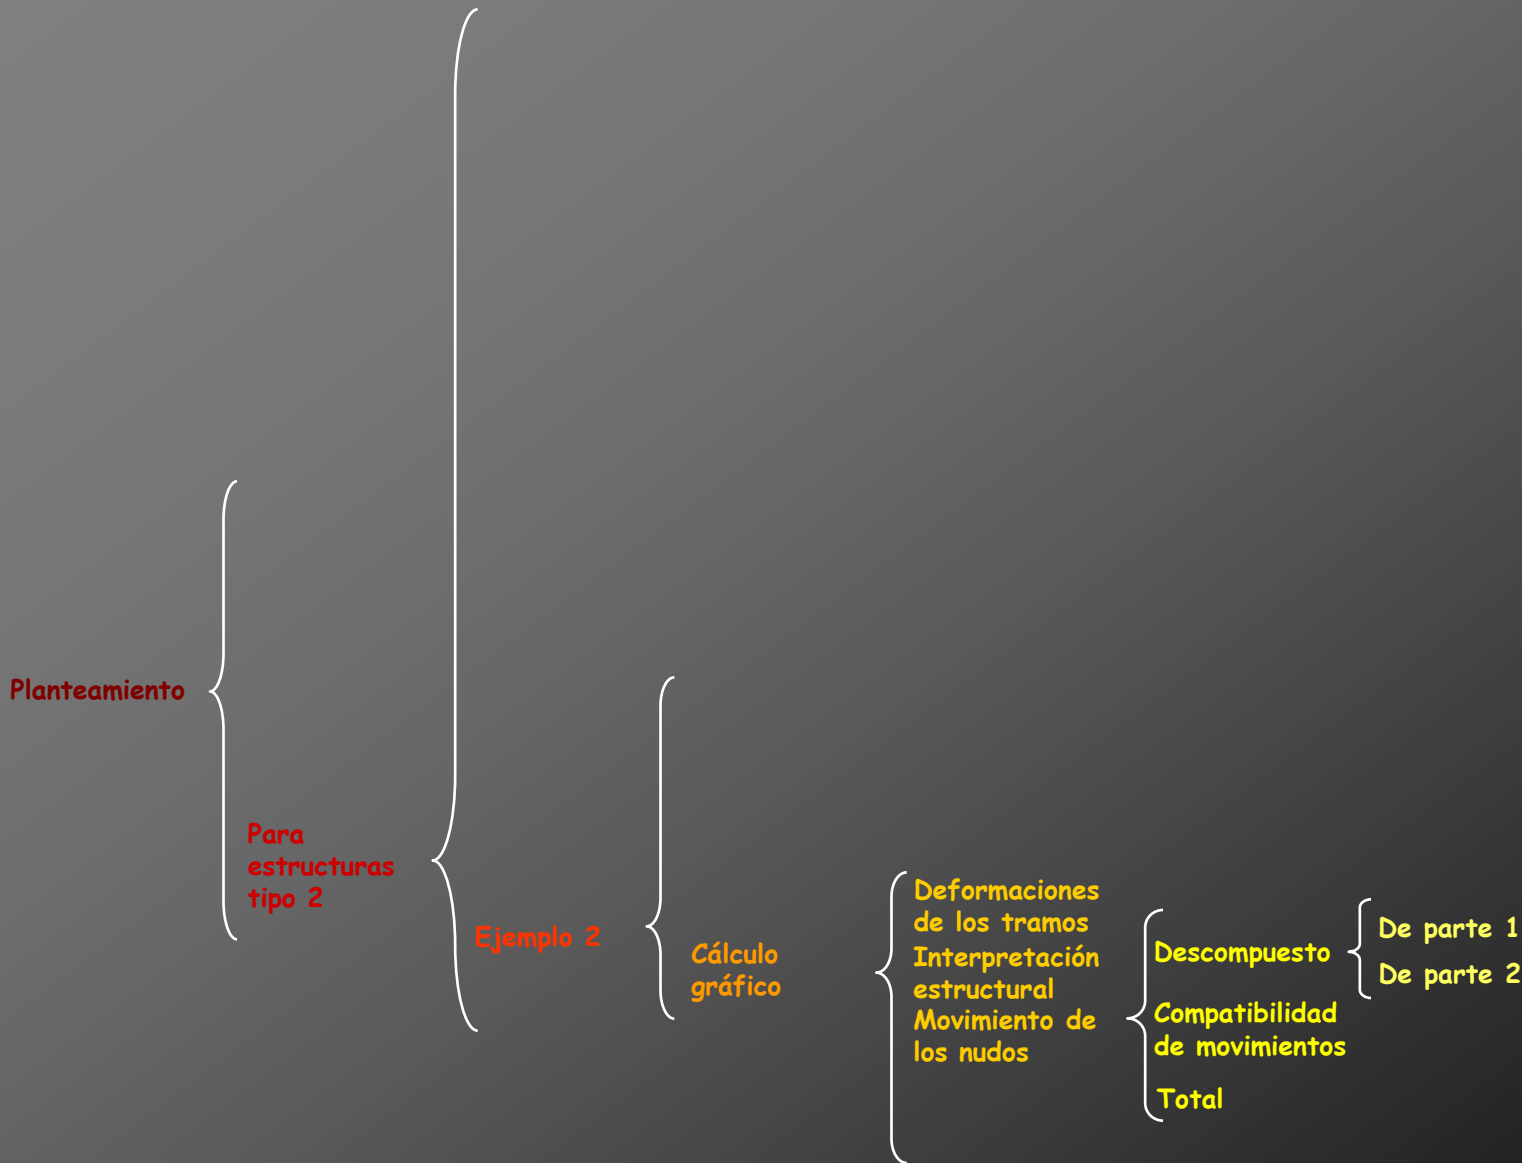 Planteamiento
Para
estructuras
tipo 2
Ejemplo 2
Cálculo
gráfico
Deformaciones
de los tramos
Interpretación
estructural
Movimiento de
los nudos
Descompuesto
De parte 1
De parte 2
Compatibilidad
de movimientos
Total